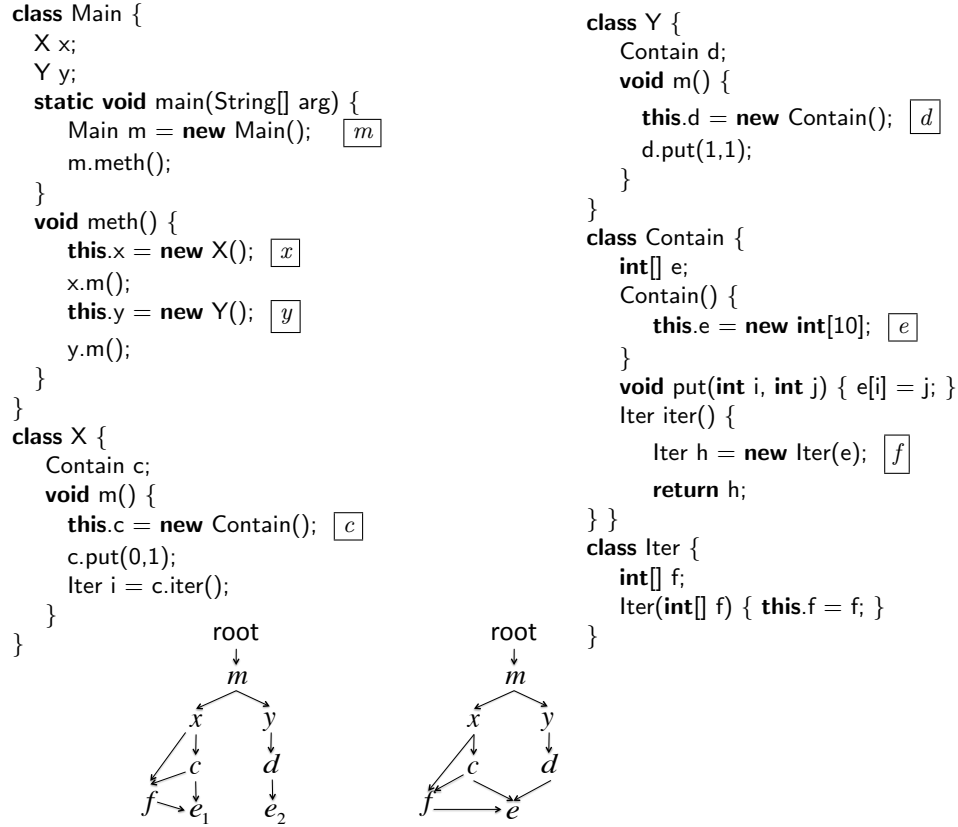 class Main {
X x;
Y y;
static void main(String[] arg) {
Main m = new Main(); m
m.meth();
}
void meth() {
this.x = new X(); x
x.m();
this.y = new Y(); y
y.m();
}
}
class X {
Contain c;
void m() {
this.c = new Contain(); c
c.put(0,1);
Iter i = c.iter();
}
}
class Y {
Contain d;
void m() {
this.d = new Contain(); d
d.put(1,1);
}
}
class Contain {
int[] e;
Contain() {
this.e = new int[10]; e
}
void put(int i, int j) { e[i] = j; }
Iter iter() {
Iter h = new Iter(e); f
return h;
} }
class Iter {
int[] f;
Iter(int[] f) { this.f = f; }
}
root
m
x y
c d
f e1 e2
root
m
x y
c d
f e